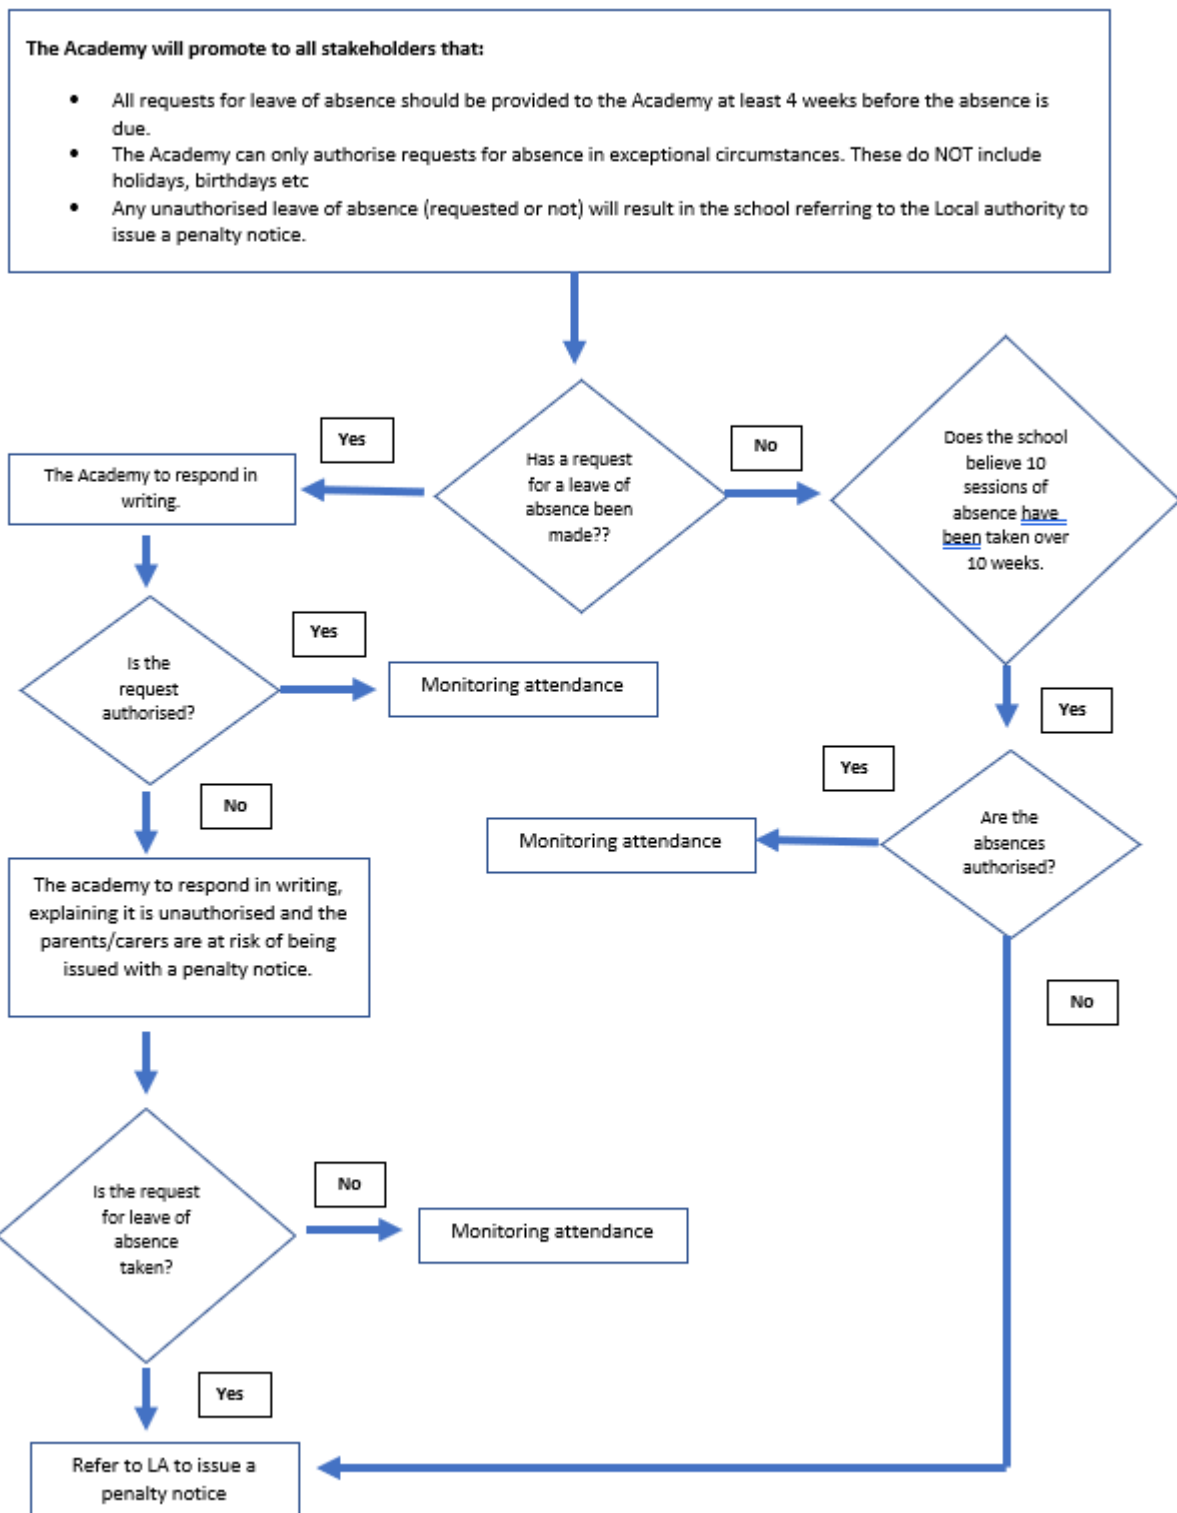 The Academy will promote to all stakeholders that:
• All requests for leave of absence should be provided to the Academy at least 4 weeks before the absence is
due.
• The Academy can only authorise requests for absence in exceptional circumstances. These do NOT include
holidays, birthdays etc
• Any unauthorised leave of absence (requested or not) will result in the school referring to the Local authority to
issue a penalty notice.
Has a request
for a leave of
absence been
made??
Yes
No
The Academy to respond in
writing.
Does the school
believe 10
sessions of
absence have
been taken over
10 weeks.
Is the
request
authorised?
Yes
Monitoring attendance
Yes
Are the
absences
authorised?
Yes
Monitoring attendance
No
The academy to respond in writing,
explaining it is unauthorised and the
parents/carers are at risk of being
issued with a penalty notice.
No
Is the request
for leave of
absence
taken?
No
Monitoring attendance
Yes
Refer to LA to issue a
penalty notice